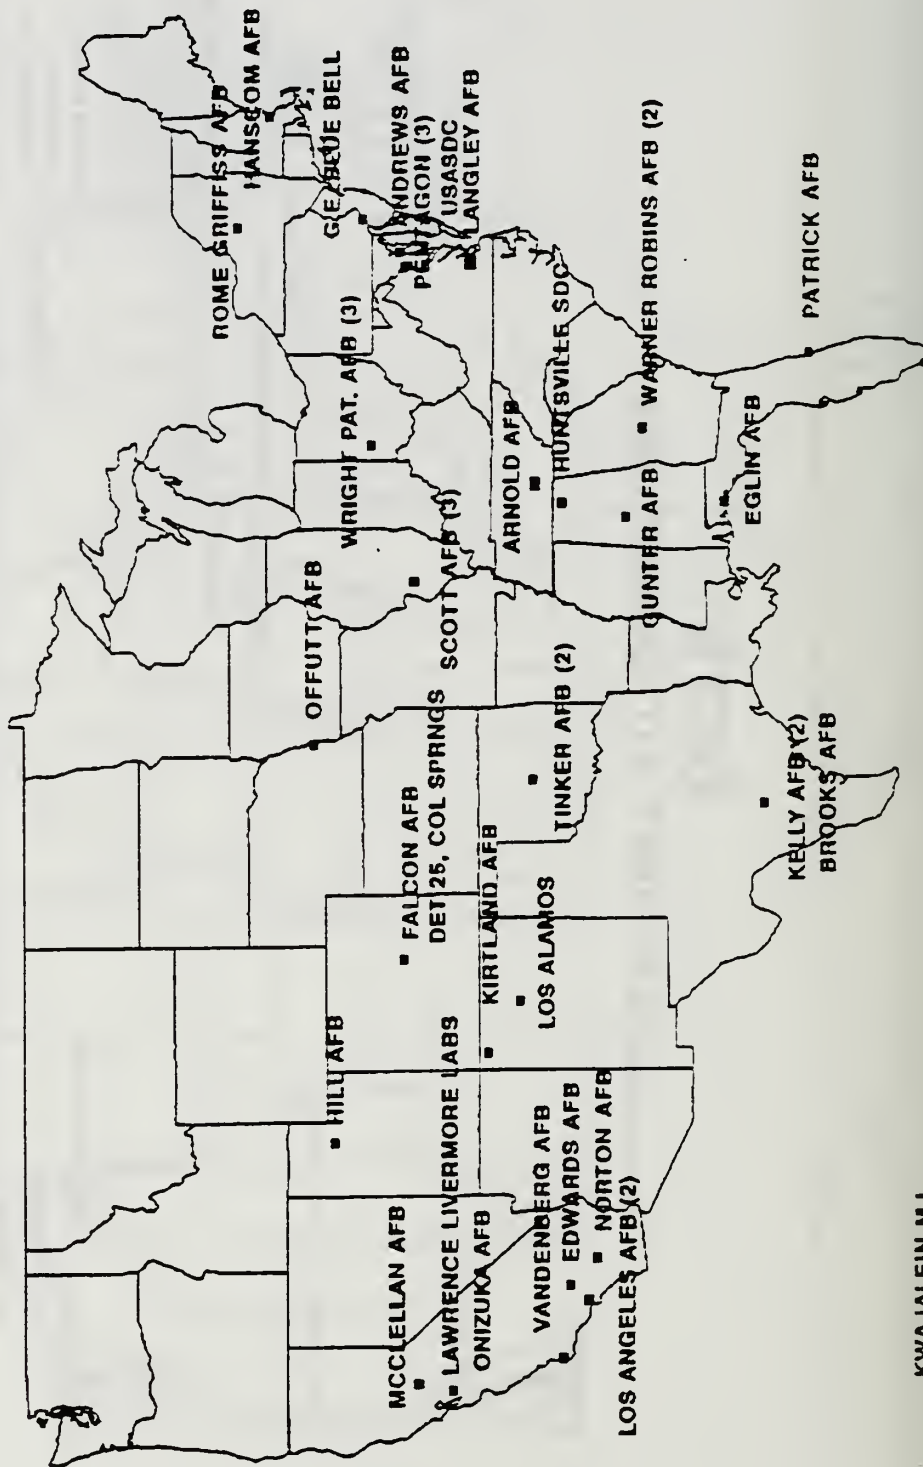 ROME GRIFFISS AFB
HANSCOM AFB
G.E. BLUE BELL
ANDREWS AFB
PENTAGON (3)
USASDC
LANGLEY AFB
WRIGHT PAT. AFB (3)
OFFUTT AFB
SCOTT AFB (3)
ARNOLD AFB
HUNTSVILLE SDC
WARNER ROBINS AFB (2)
GUNTER AFB
EGLIN AFB
PATRICK AFB
FALCON AFB
DET 25, COL SPRNGS
TINKER AFB (2)
KIRTLAND AFB
LOS ALAMOS
KELLY AFB (2)
BROOKS AFB
HILL AFB
MCCLELLAN AFB
LAWRENCE LIVERMORE LABS
ONIZUKA AFB
VANDENBERG AFB
EDWARDS AFB
NORTON AFB
LOS ANGELES AFB (2)
KWAJALEIN M.I.